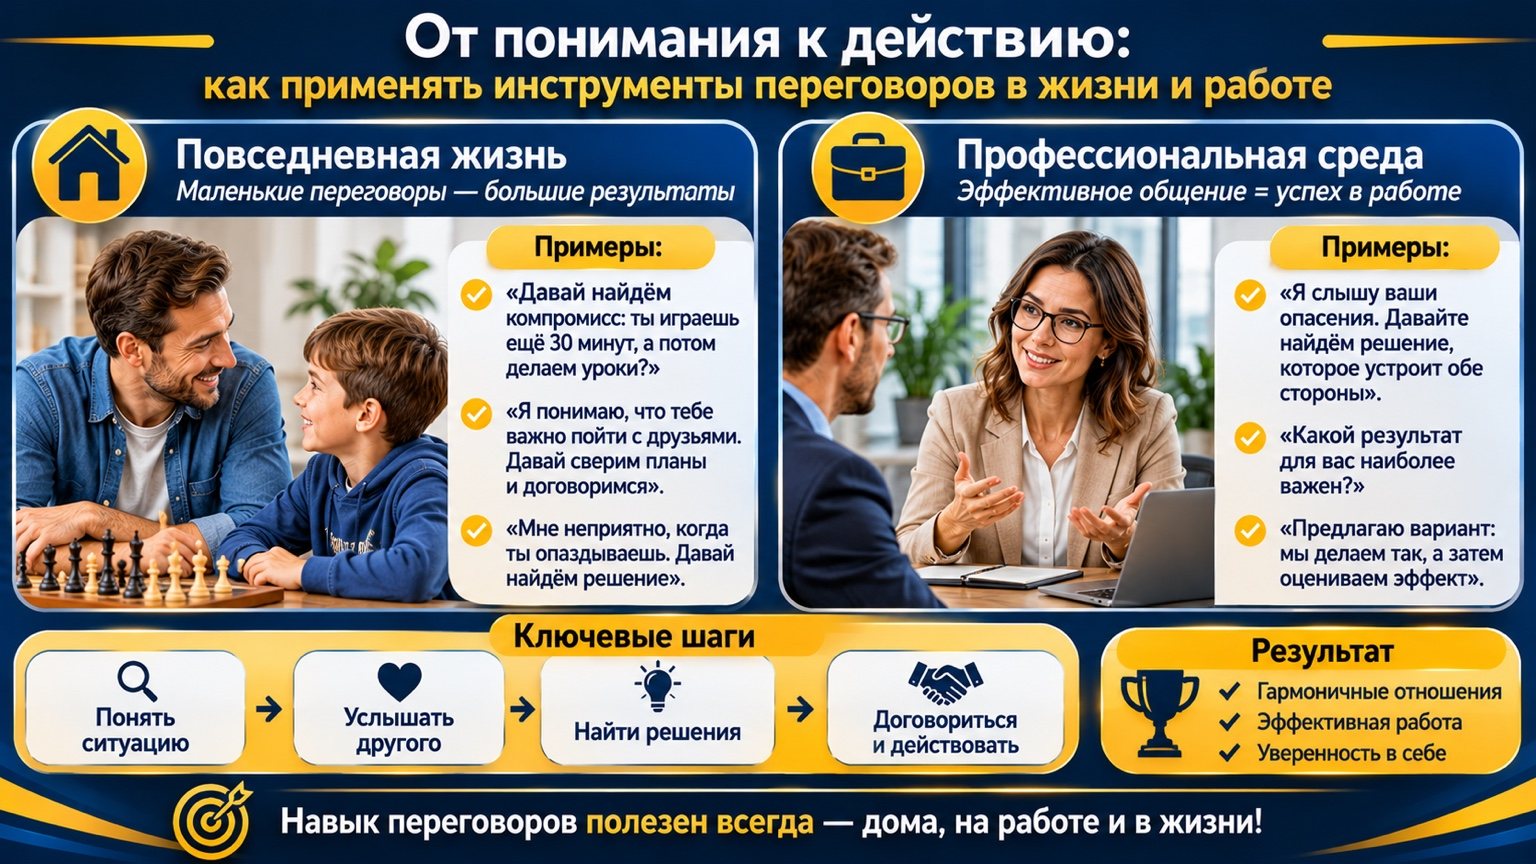 От понимания к действию:
как применять инструменты переговоров в жизни и работе
Повседневная жизнь
Маленькие переговоры — большие результаты
Примеры:
«Давай найдём
компромисс: ты играешь
ещё 30 минут, а потом
делаем уроки?»
«Я понимаю, что тебе
важно пойти с друзьями.
Давай сверим планы
и договоримся».
«Мне неприятно, когда
ты опаздываешь. Давай
найдём решение».
Профессиональная среда
Эффективное общение = успех в работе
Примеры:
«Я слышу ваши
опасения. Давайте
найдём решение,
которое устроит обе
стороны».
«Какой результат
для вас наиболее
важен?»
«Предлагаю вариант:
мы делаем так, а затем
оцениваем эффект».
Ключевые шаги
Понять
ситуацию
Услышать
другого
Найти решения
Договориться
и действовать
Результат
Гармоничные отношения
Эффективная работа
Уверенность в себе
Навык переговоров полезен всегда — дома, на работе и в жизни!